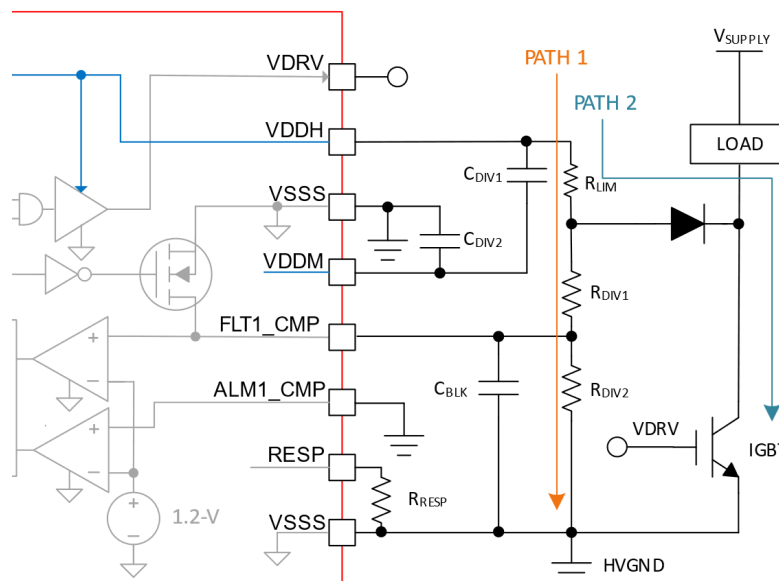 VSUPPLY
PATH 1
VDRV
PATH 2
VDDH
LOAD
CDIV1
RLIM
VSSS
CDIV2
VDDM
RDIV1
FLT1_CMP
+
−
CBLK
RDIV2
ALM1_CMP
+
−
VDRV
IGBT
RESP
RRESP
+
1.2-V
−
VSSS
HVGND